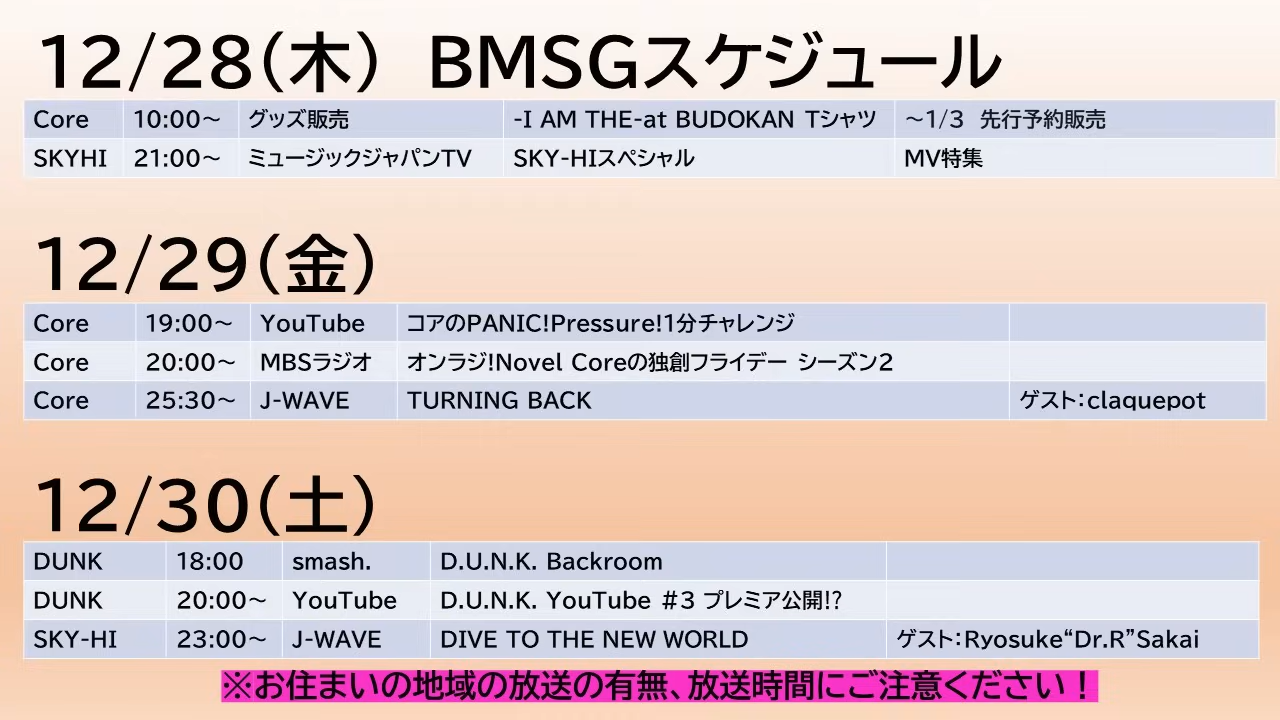 12/28(木) BMSGスケジュール
Core 10:00～ グッズ販売 -I AM THE-at BUDOKAN Tシャツ ～1/3 先行予約販売
SKYHI 21:00～ ミュージックジャパンTV SKY-HIスペシャル MV特集
12/29(金)
Core 19:00～ YouTube コアのPANIC!Pressure!1分チャレンジ
Core 20:00～ MBSラジオ オンラジ!Novel Coreの独創フライデー シーズン2
Core 25:30～ J-WAVE TURNING BACK ゲスト:claquepot
12/30(土)
DUNK 18:00 smash. D.U.N.K. Backroom
DUNK 20:00～ YouTube D.U.N.K. YouTube #3 プレミア公開!?
SKY-HI 23:00～ J-WAVE DIVE TO THE NEW WORLD ゲスト:Ryosuke“Dr.R”Sakai
※お住まいの地域の放送の有無、放送時間にご注意ください！